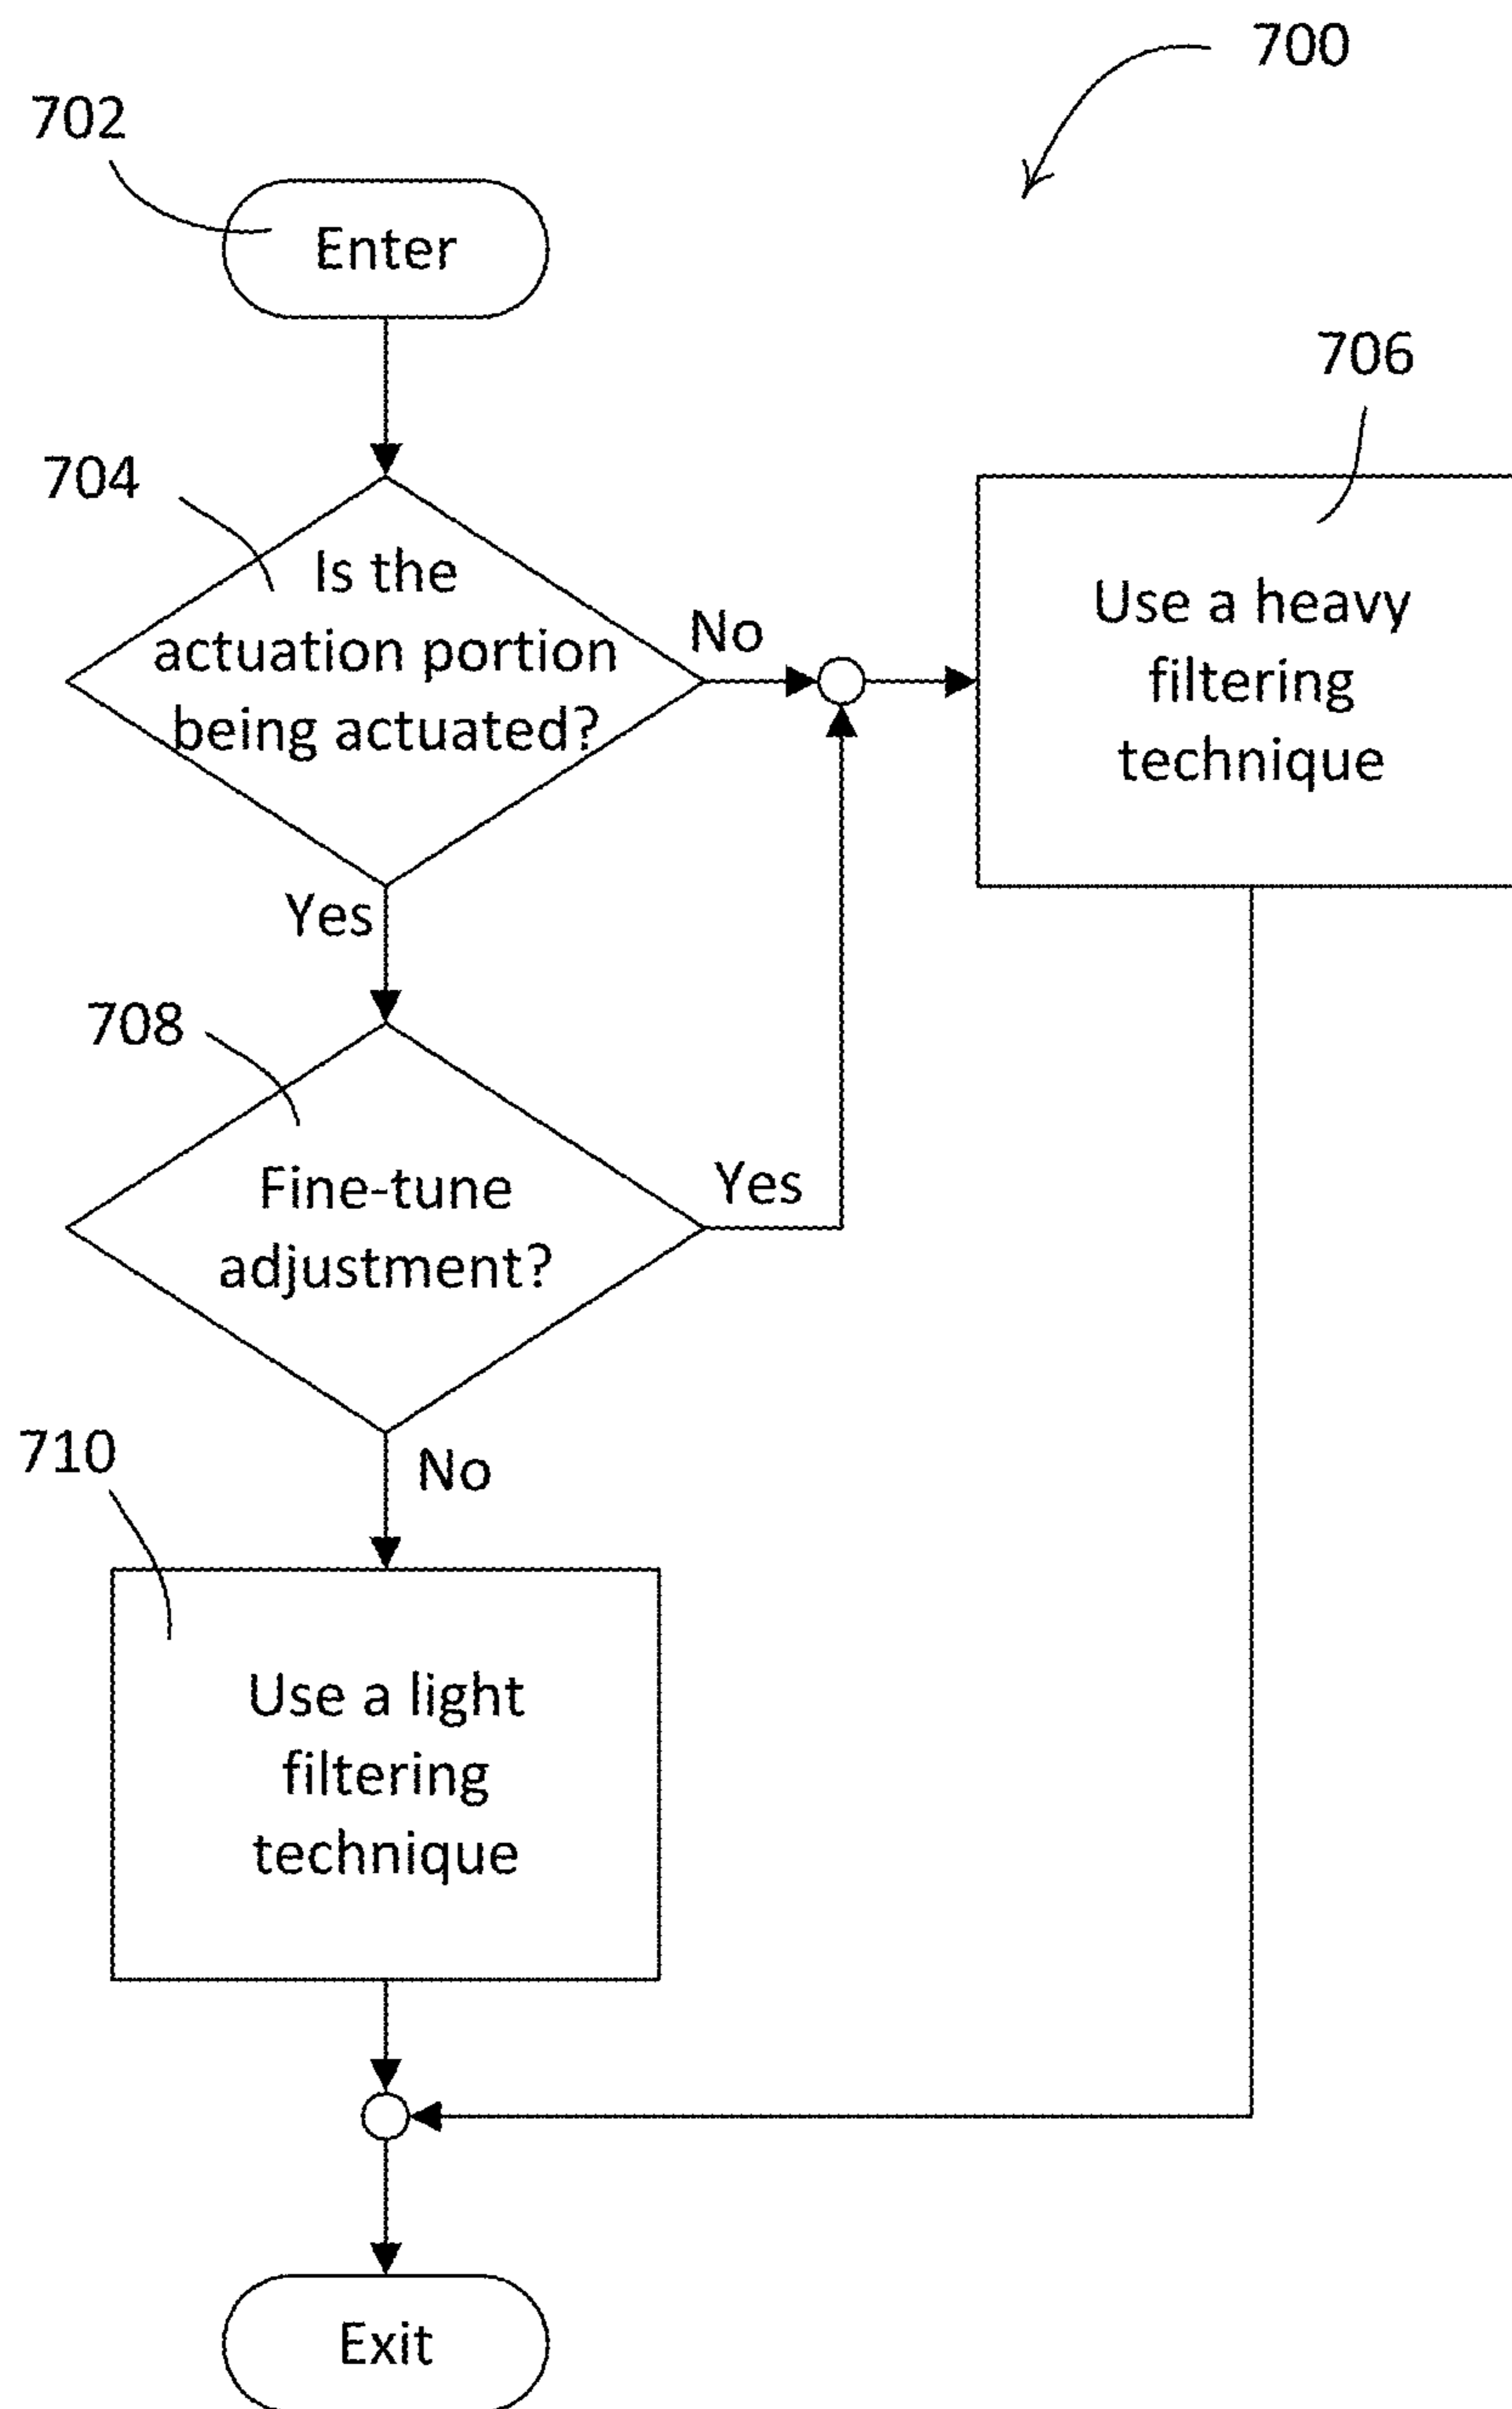 700
702
Enter
706
704
Is the
actuation portion
being actuated?
No
Use a heavy
filtering
technique
Yes
708
Fine-tune
adjustment?
Yes
710
No
Use a light
filtering
technique
Exit